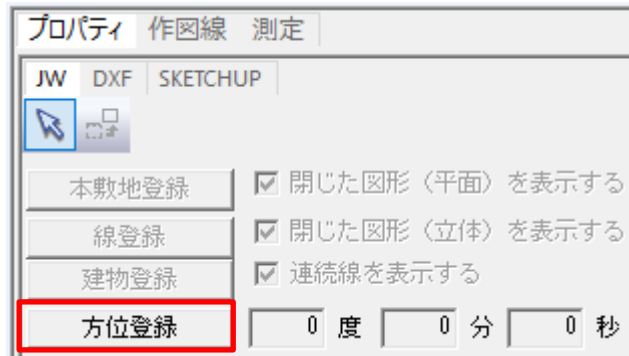 プロパティ 作図線 測定
JW DXF SKETCHUP
本敷地登録 閉じた図形（平面）を表示する
線登録 閉じた図形（立体）を表示する
建物登録 連続線を表示する
方位登録 0 度 0 分 0 秒